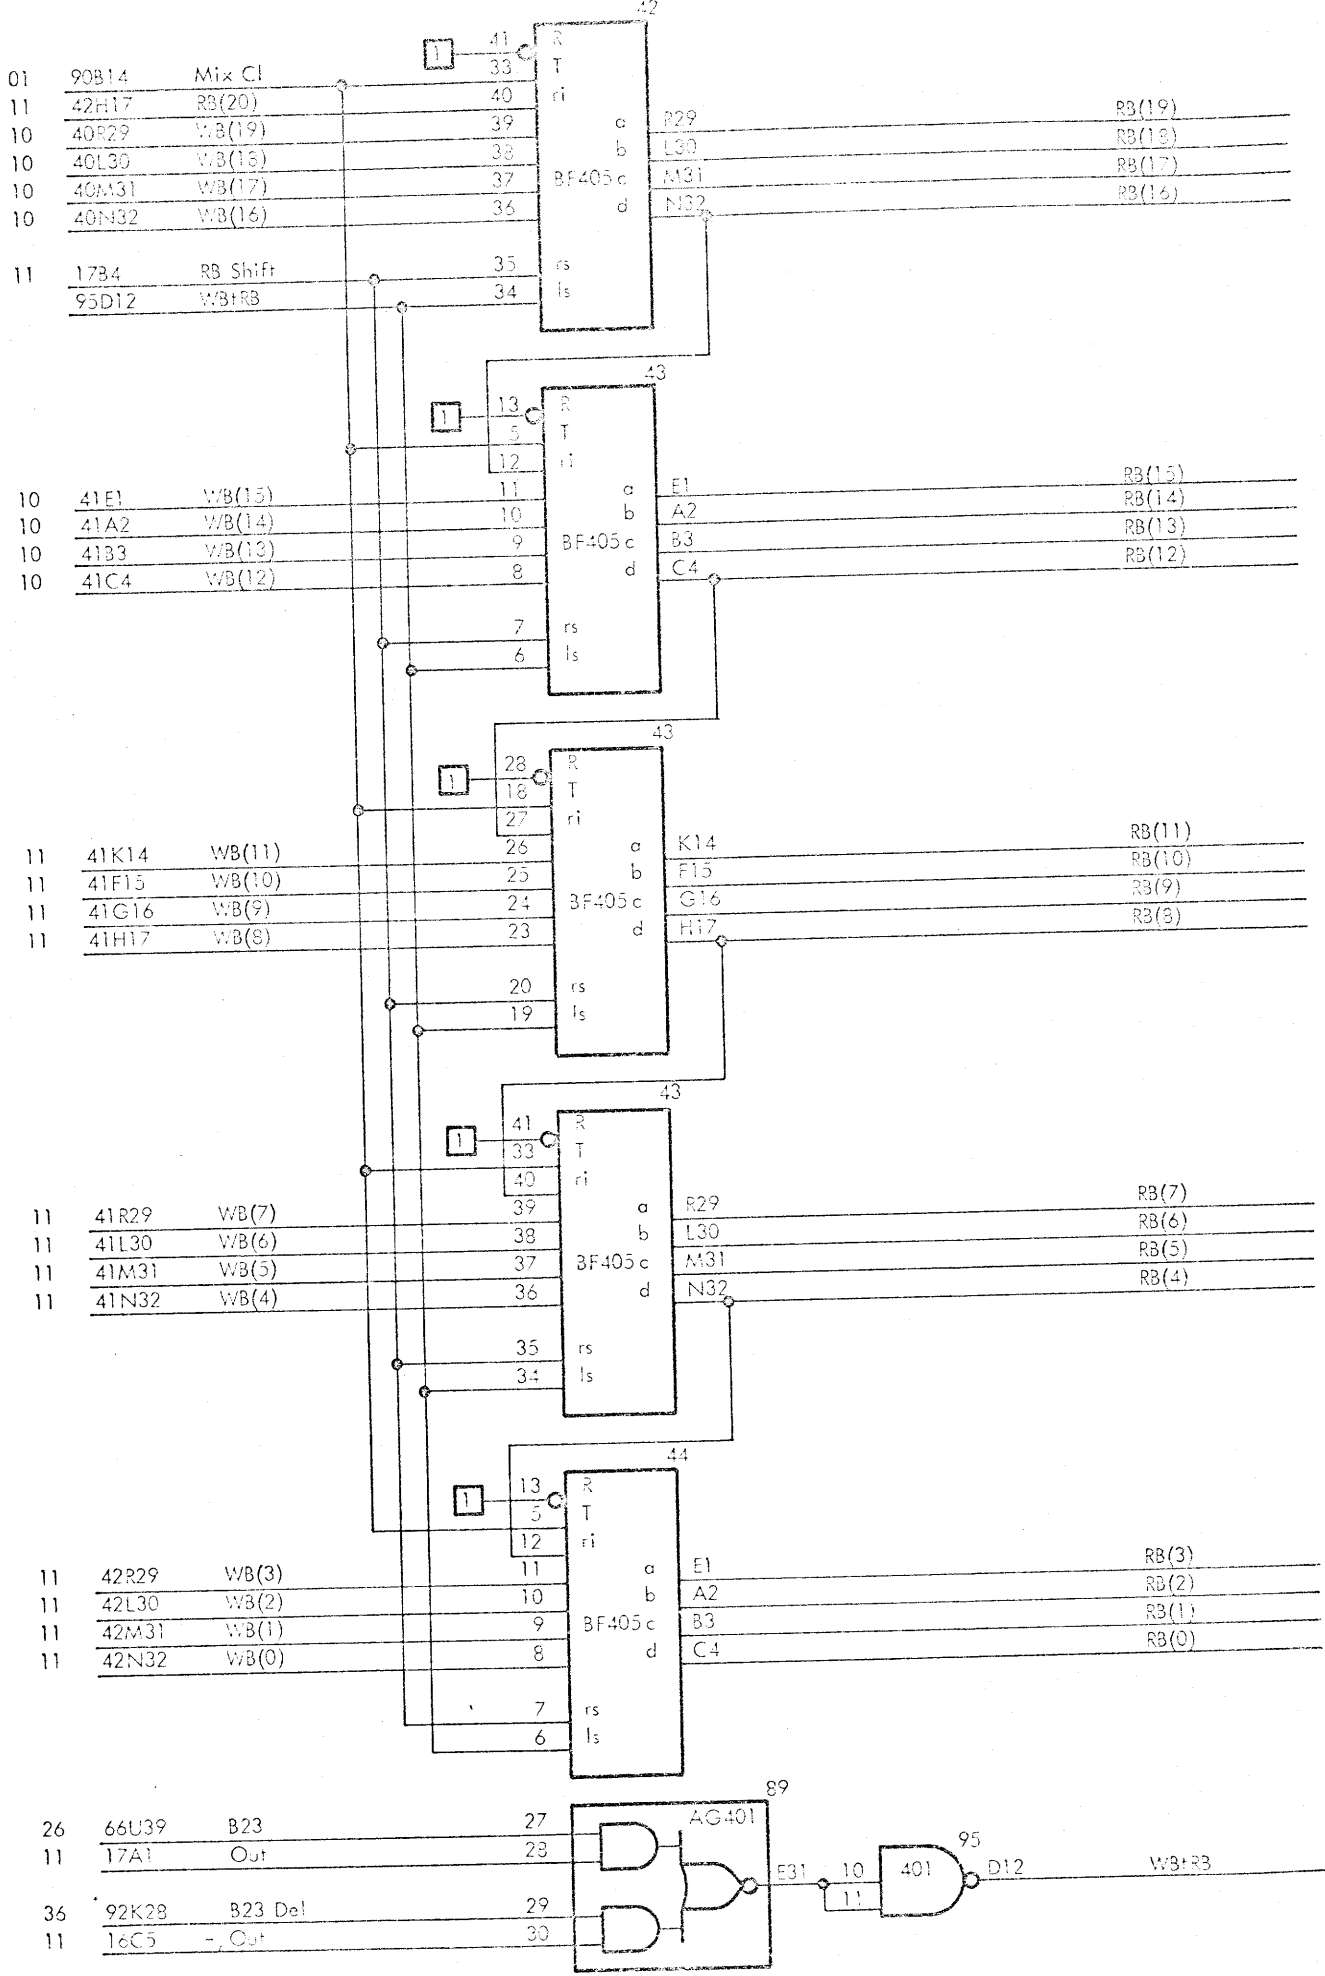 42
1 41 R
33 T
01 90B14 Mix Cl
11 42H17 RB(20) 40 ri
10 40R29 WB(19) 39 a R29 RB(19)
10 40L30 WB(18) 38 b L30 RB(18)
10 40M31 WB(17) 37 BF405 c M31 RB(17)
10 40N32 WB(16) 36 d N32 RB(16)
11 17B4 RB Shift 35 rs
95D12 WB↑RB 34 ls
43
1 13 R
5 T
12 ri
10 41E1 WB(15) 11 a E1 RB(15)
10 41A2 WB(14) 10 b A2 RB(14)
10 41B3 WB(13) 9 BF405 c B3 RB(13)
10 41C4 WB(12) 8 d C4 RB(12)
7 rs
6 ls
43
1 28 R
18 T
27 ri
11 41K14 WB(11) 26 a K14 RB(11)
11 41F15 WB(10) 25 b F15 RB(10)
11 41G16 WB(9) 24 BF405 c G16 RB(9)
11 41H17 WB(8) 23 d H17 RB(8)
20 rs
19 ls
43
1 41 R
33 T
40 ri
11 41R29 WB(7) 39 a R29 RB(7)
11 41L30 WB(6) 38 b L30 RB(6)
11 41M31 WB(5) 37 BF405 c M31 RB(5)
11 41N32 WB(4) 36 d N32 RB(4)
35 rs
34 ls
44
1 13 R
5 T
12 ri
11 42R29 WB(3) 11 a E1 RB(3)
11 42L30 WB(2) 10 b A2 RB(2)
11 42M31 WB(1) 9 BF405 c B3 RB(1)
11 42N32 WB(0) 8 d C4 RB(0)
7 rs
6 ls
89
26 66U39 B23 27 AG401
11 17A1 Out 28
95
E31 10 401 D12 WB↑RB
11
36 92K28 B23 Del 29
11 16C5 -, Out 30